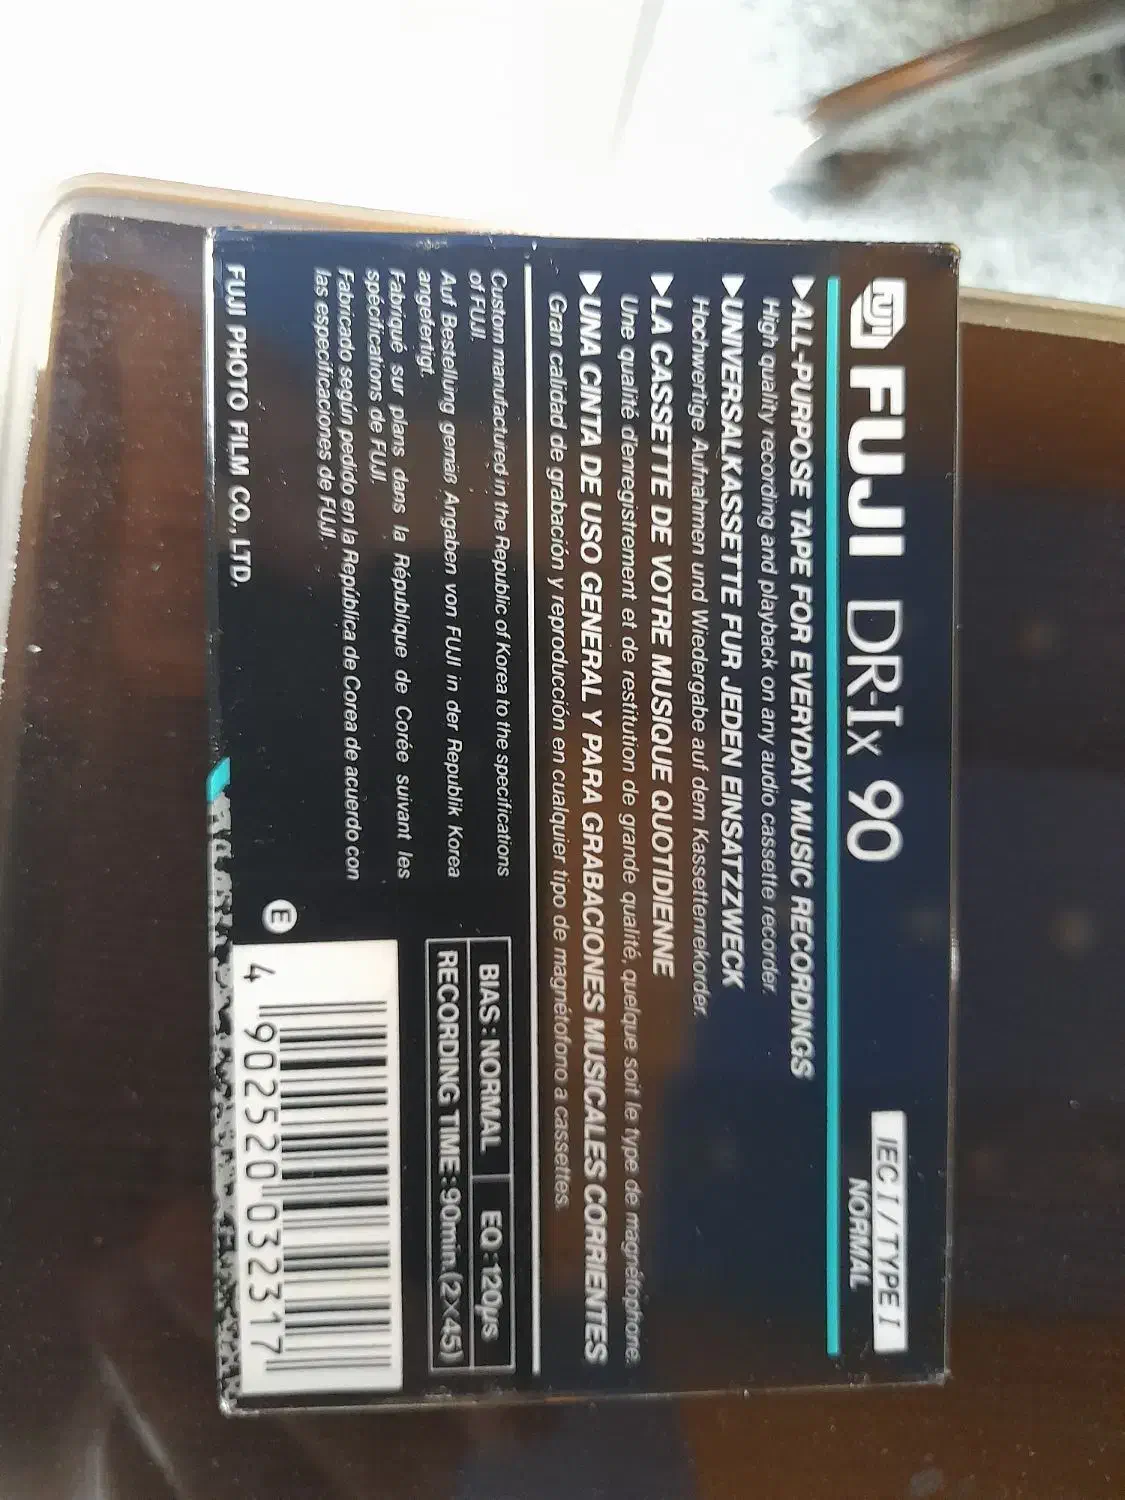 FUJI FUJI DR-Ix 90
IEC I / TYPE I
NORMAL
▶ALL-PURPOSE TAPE FOR EVERYDAY MUSIC RECORDINGS
High quality recording and playback on any audio cassette recorder.
▶UNIVERSALKASSETTE FUR JEDEN EINSATZZWECK
Hochwertige Aufnahmen und Wiedergabe auf dem Kassettenrekorder.
▶LA CASSETTE DE VOTRE MUSIQUE QUOTIDIENNE
Une qualité d'enregistrement et de restitution de grande qualité, quelque soit le type de magnétophone.
▶UNA CINTA DE USO GENERAL Y PARA GRABACIONES MUSICALES CORRIENTES
Gran calidad de grabación y reproducción en cualquier tipo de magnétofono a cassettes.
Custom manufactured in the Republic of Korea to the specifications
of FUJI.
Auf Bestellung gemäß Angaben von FUJI in der Republik Korea
angefertigt.
Fabriqué sur plans dans la République de Corée suivant les
spécifications de FUJI.
Fabricado según pedido en la República de Corea de acuerdo con
las especificaciones de FUJI.
FUJI PHOTO FILM CO., LTD.
BIAS : NORMAL EQ : 120μs
RECORDING TIME : 90min.(2×45)
E
4 902520 032317